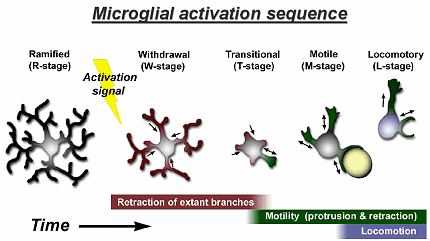 Microglial activation sequence
Ramified
(R-stage)
Activation
signal
Withdrawal
(W-stage)
Transitional
(T-stage)
Motile
(M-stage)
Locomotory
(L-stage)
Retraction of extant branches
Motility (protrusion & retraction)
Time
Locomotion